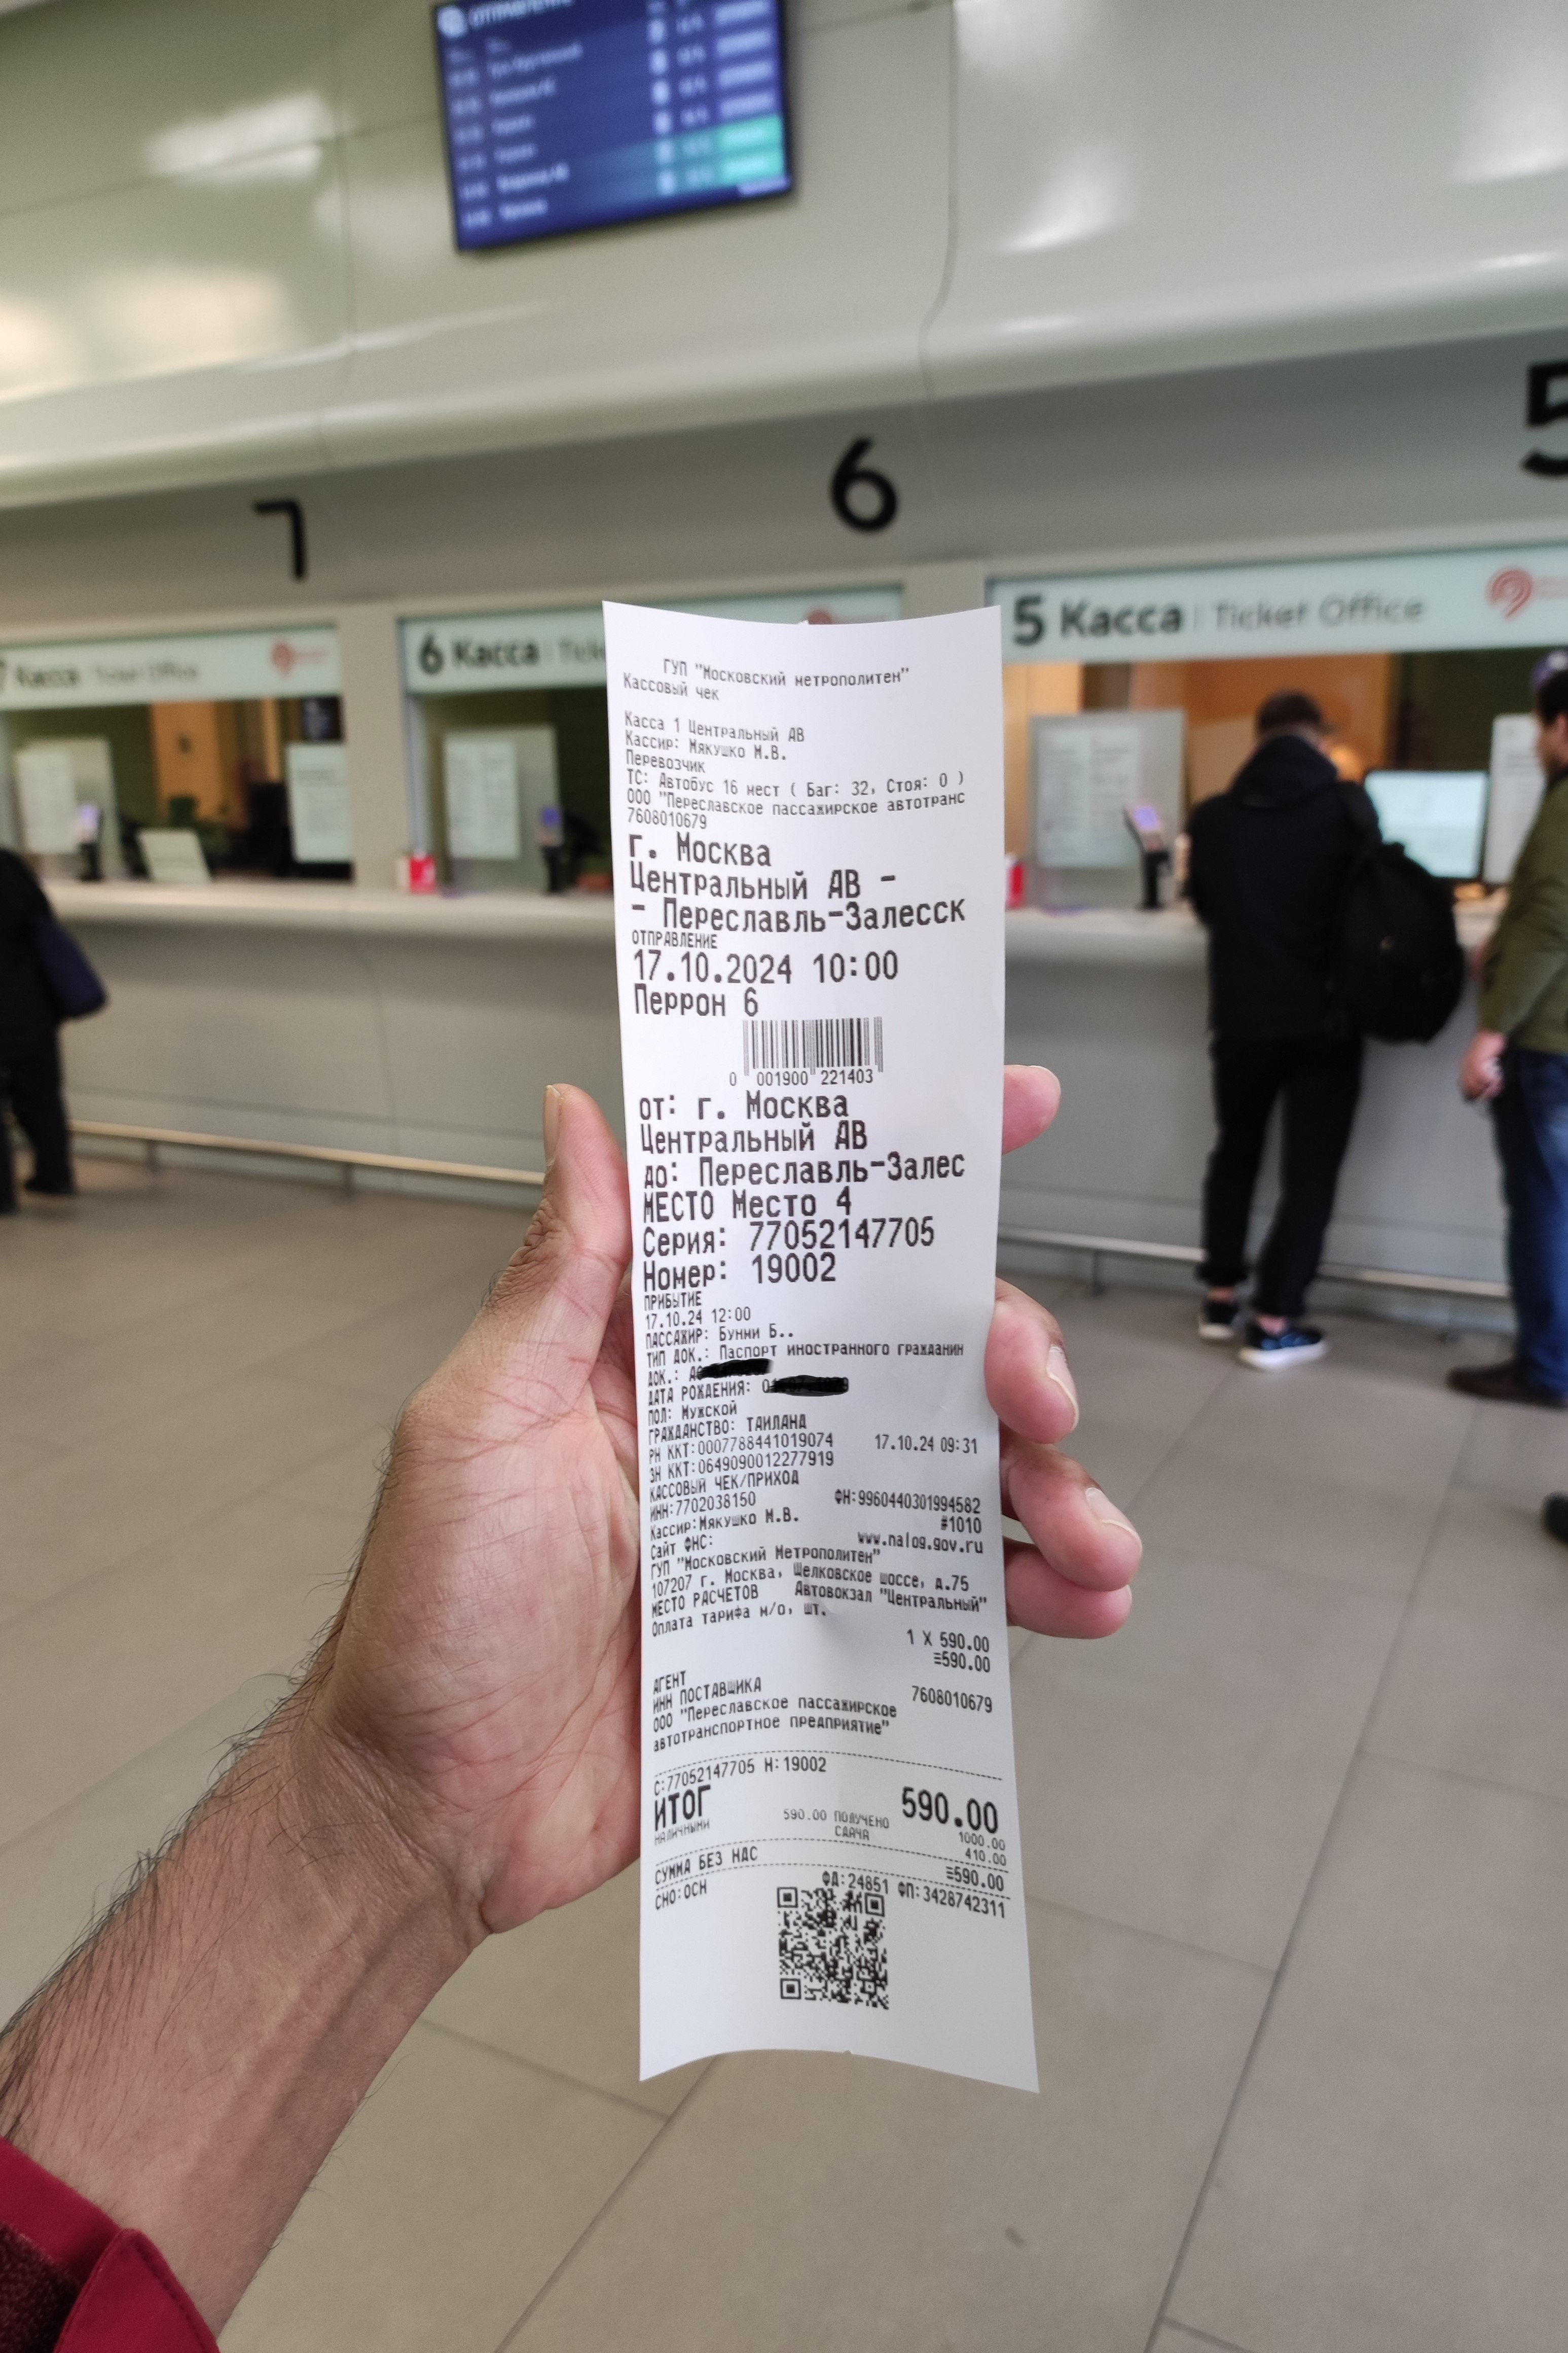 ОТПРАВЛЕНИЕ
7
6
5
7 Касса Ticket Office
6 Касса
5 Касса Ticket Office
ГУП "Московский метрополитен"
Кассовый чек
Касса 1 Центральный АВ
Кассир: Мякушко М.В.
Перевозчик
ТС: Автобус 16 мест ( Баг: 32, Стоя: 0 )
ООО "Переславское пассажирское автотранс
7608010679
г. Москва
Центральный АВ -
- Переславль-Залесск
ОТПРАВЛЕНИЕ
17.10.2024 10:00
Перрон 6
0 001900 221403
от: г. Москва
Центральный АВ
до: Переславль-Залес
МЕСТО Место 4
Серия: 77052147705
Номер: 19002
ПРИБЫТИЕ
17.10.24 12:00
ПАССАЖИР: Бунми Б..
ТИП ДОК.: Паспорт иностранного гражданин
ДОК.:
ДАТА РОЖДЕНИЯ: 0
ПОЛ: Мужской
ГРАЖДАНСТВО: ТАИЛАНД
РН ККТ:0007788441019074 17.10.24 09:31
ЗН ККТ:0649090012277919
КАССОВЫЙ ЧЕК/ПРИХОД
ИНН:7702038150 ФН:9960440301994582
Кассир:Мякушко М.В. #1010
Сайт ФНС: www.nalog.gov.ru
ГУП "Московский Метрополитен"
107207 г. Москва, Щелковское шоссе, д.75
МЕСТО РАСЧЕТОВ Автовокзал "Центральный"
Оплата тарифа м/о, шт.
1 X 590.00
≡590.00
АГЕНТ
ИНН ПОСТАВЩИКА 7608010679
ООО "Переславское пассажирское
автотранспортное предприятие"
С:77052147705 Н:19002
ИТОГ 590.00
НАЛИЧНЫМИ 590.00 ПОЛУЧЕНО 1000.00
СДАЧА 410.00
СУММА БЕЗ НДС ≡590.00
СНО:ОСН ФД:24851 ФП:3428742311